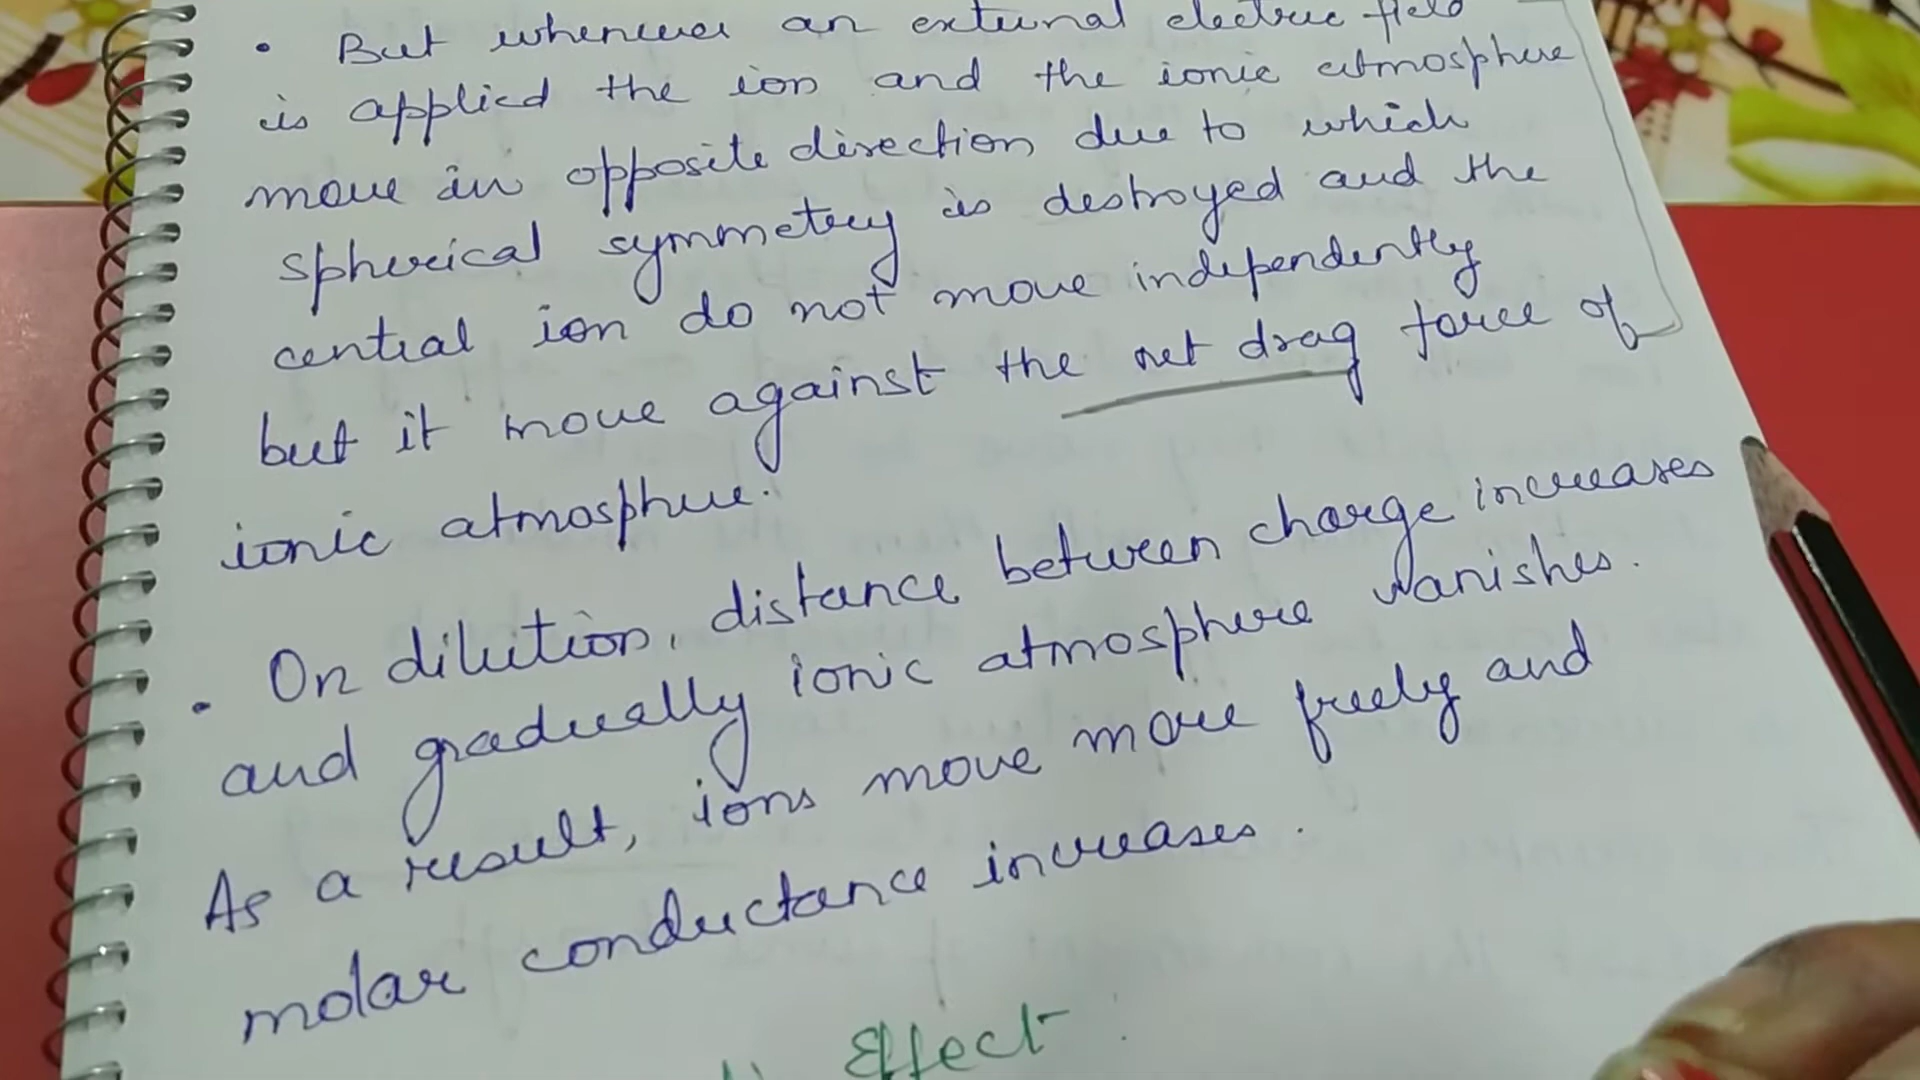 • But whenever an external electric field
is applied the ion and the ionic atmosphere
move in opposite direction due to which
spherical symmetry is destroyed and the
central ion do not move independently
but it move against the net drag force of
ionic atmosphere.
• On dilution, distance between charge increases
and gradually ionic atmosphere vanishes.
As a result, ions move more freely and
molar conductance increases.
Effect :